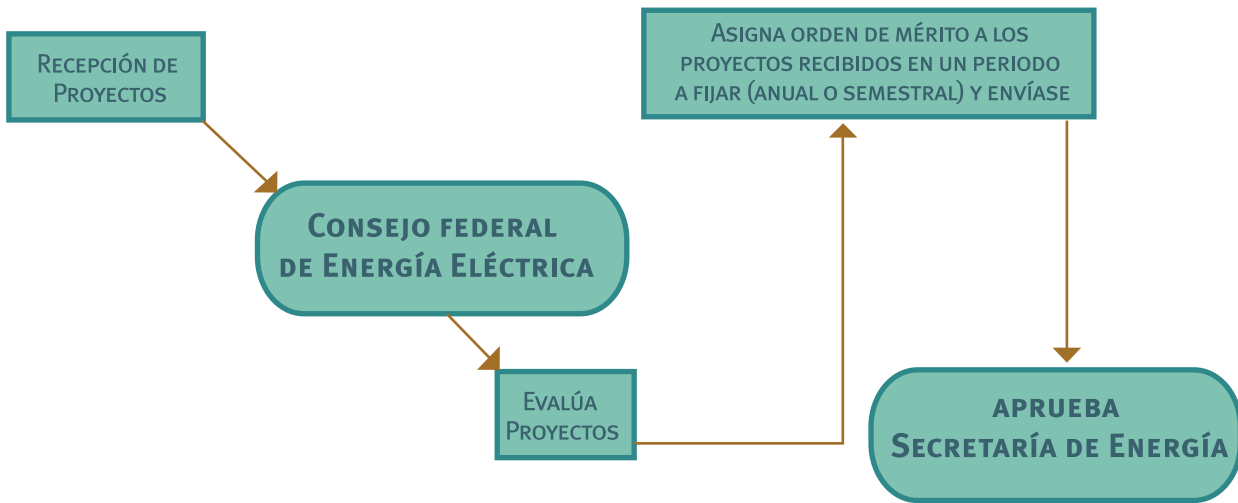 Recepción de
Proyectos
Consejo federal
de Energía Eléctrica
Evalúa
Proyectos
Asigna orden de mérito a los
proyectos recibidos en un periodo
a fijar (anual o semestral) y envíase
aprueba
Secretaría de Energía